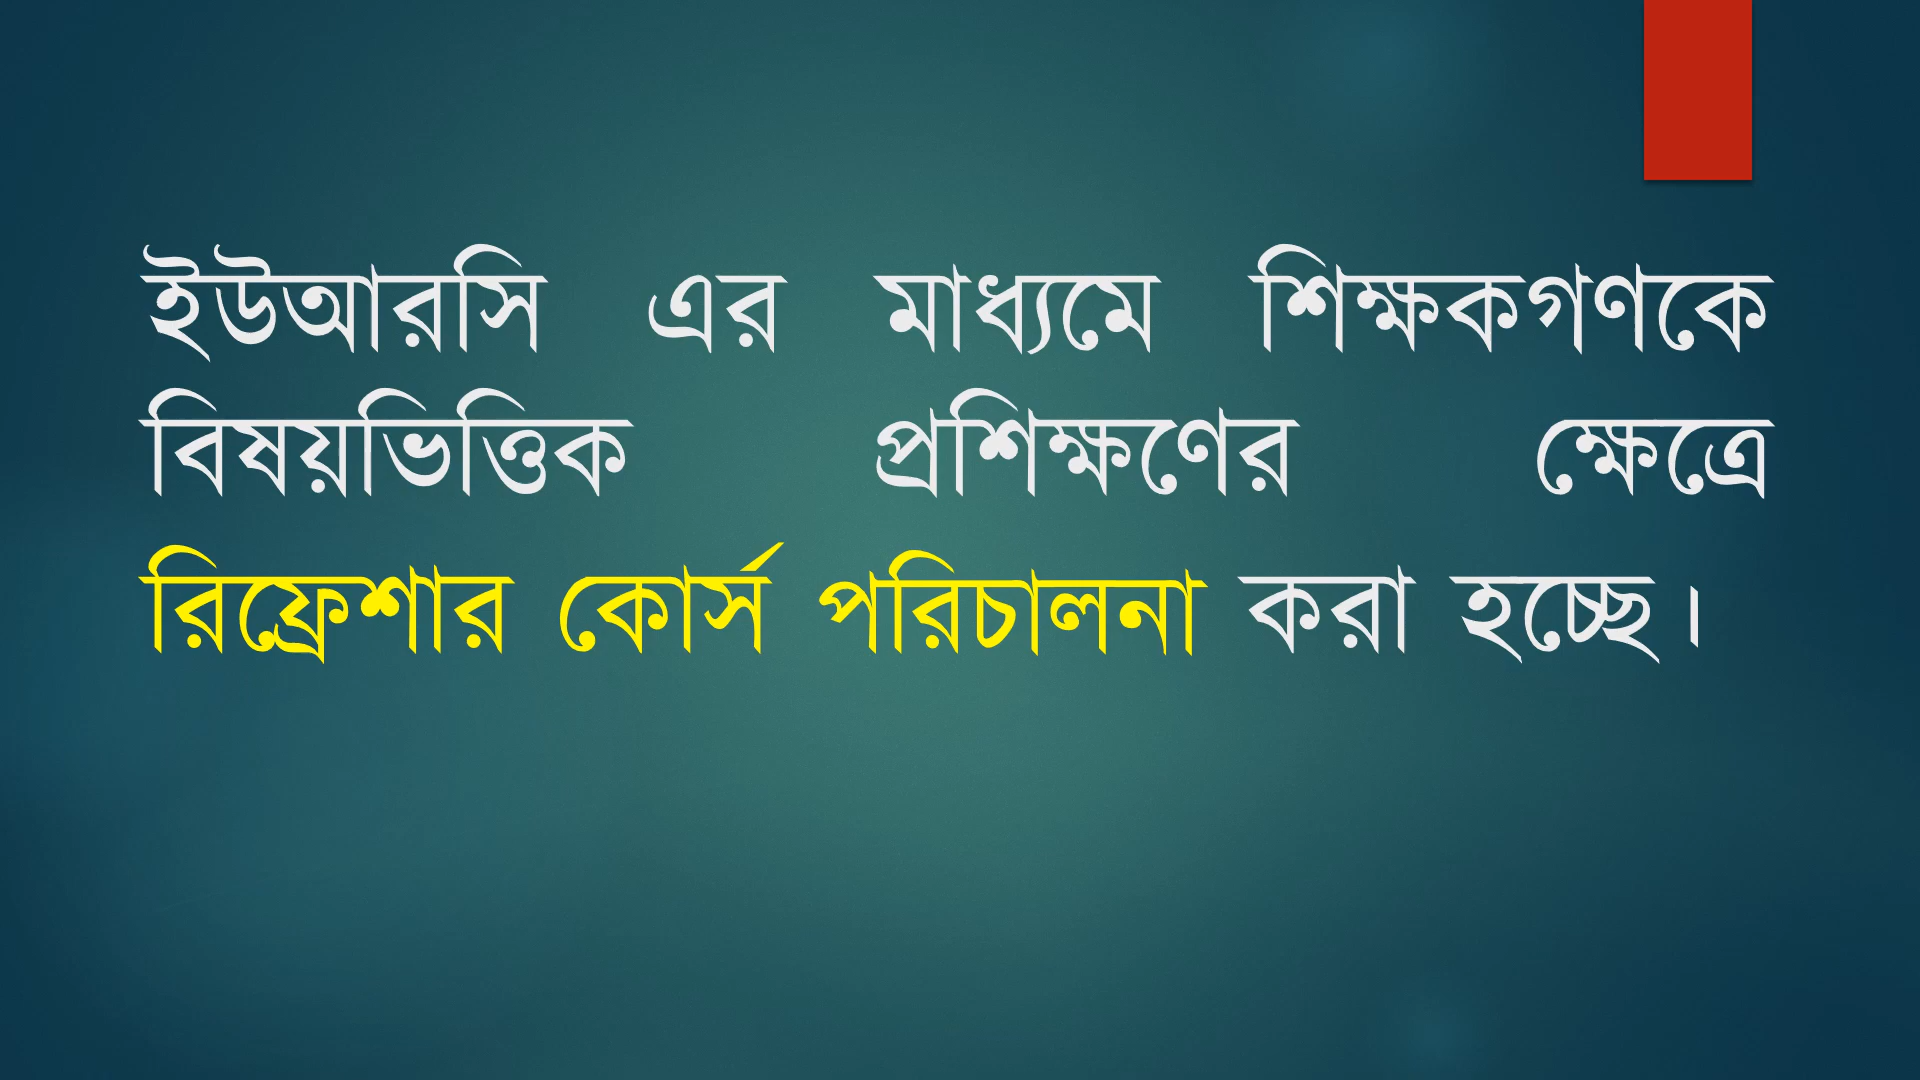 ইউআরসি এর মাধ্যমে শিক্ষকগণকে
বিষয়ভিত্তিক প্রশিক্ষণের ক্ষেত্রে
রিফ্রেশার কোর্স পরিচালনা করা হচ্ছে।